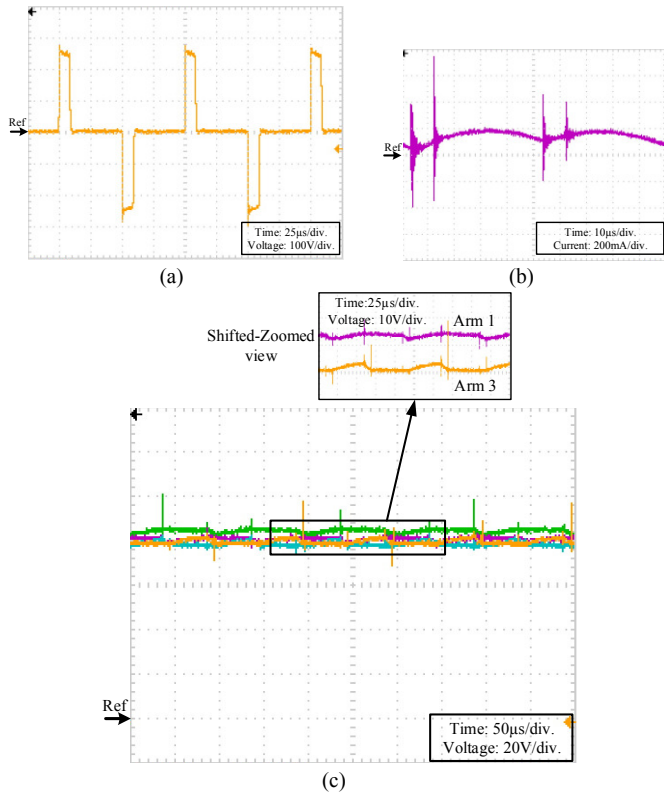 Ref
Time: 25µs/div.
Voltage: 100V/div.
(a)
Ref
Time: 10µs/div.
Current: 200mA/div.
(b)
Time:25µs/div.
Voltage: 10V/div.
Arm 1
Arm 3
Shifted-Zoomed
view
Ref
Time: 50µs/div.
Voltage: 20V/div.
(c)